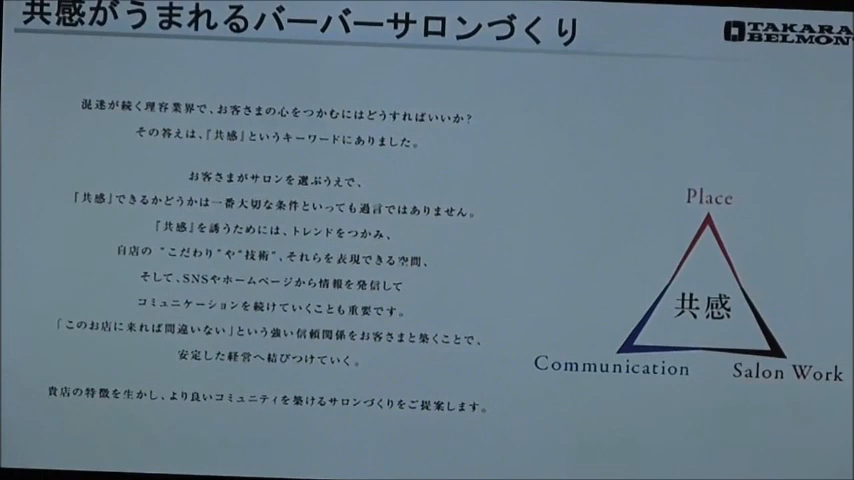 共感がうまれるバーバーサロンづくり
TAKARA
BELMONT
混迷が続く理容業界で、お客さまの心をつかむにはどうすればいいか?
その答えは、『共感』というキーワードにありました。
お客さまがサロンを選ぶうえで、
『共感』できるかどうかは一番大切な条件といっても過言ではありません。
『共感』を誘うためには、トレンドをつかみ、
自店の “こだわり”や“技術”、それらを表現できる空間、
そして、SNSやホームページから情報を発信して
コミュニケーションを続けていくことも重要です。
「このお店に来れば間違いない」という強い信頼関係をお客さまと築くことで、
安定した経営へ結びつけていく。
貴店の特徴を生かし、より良いコミュニティを築けるサロンづくりをご提案します。
Place
共感
Communication
Salon Work